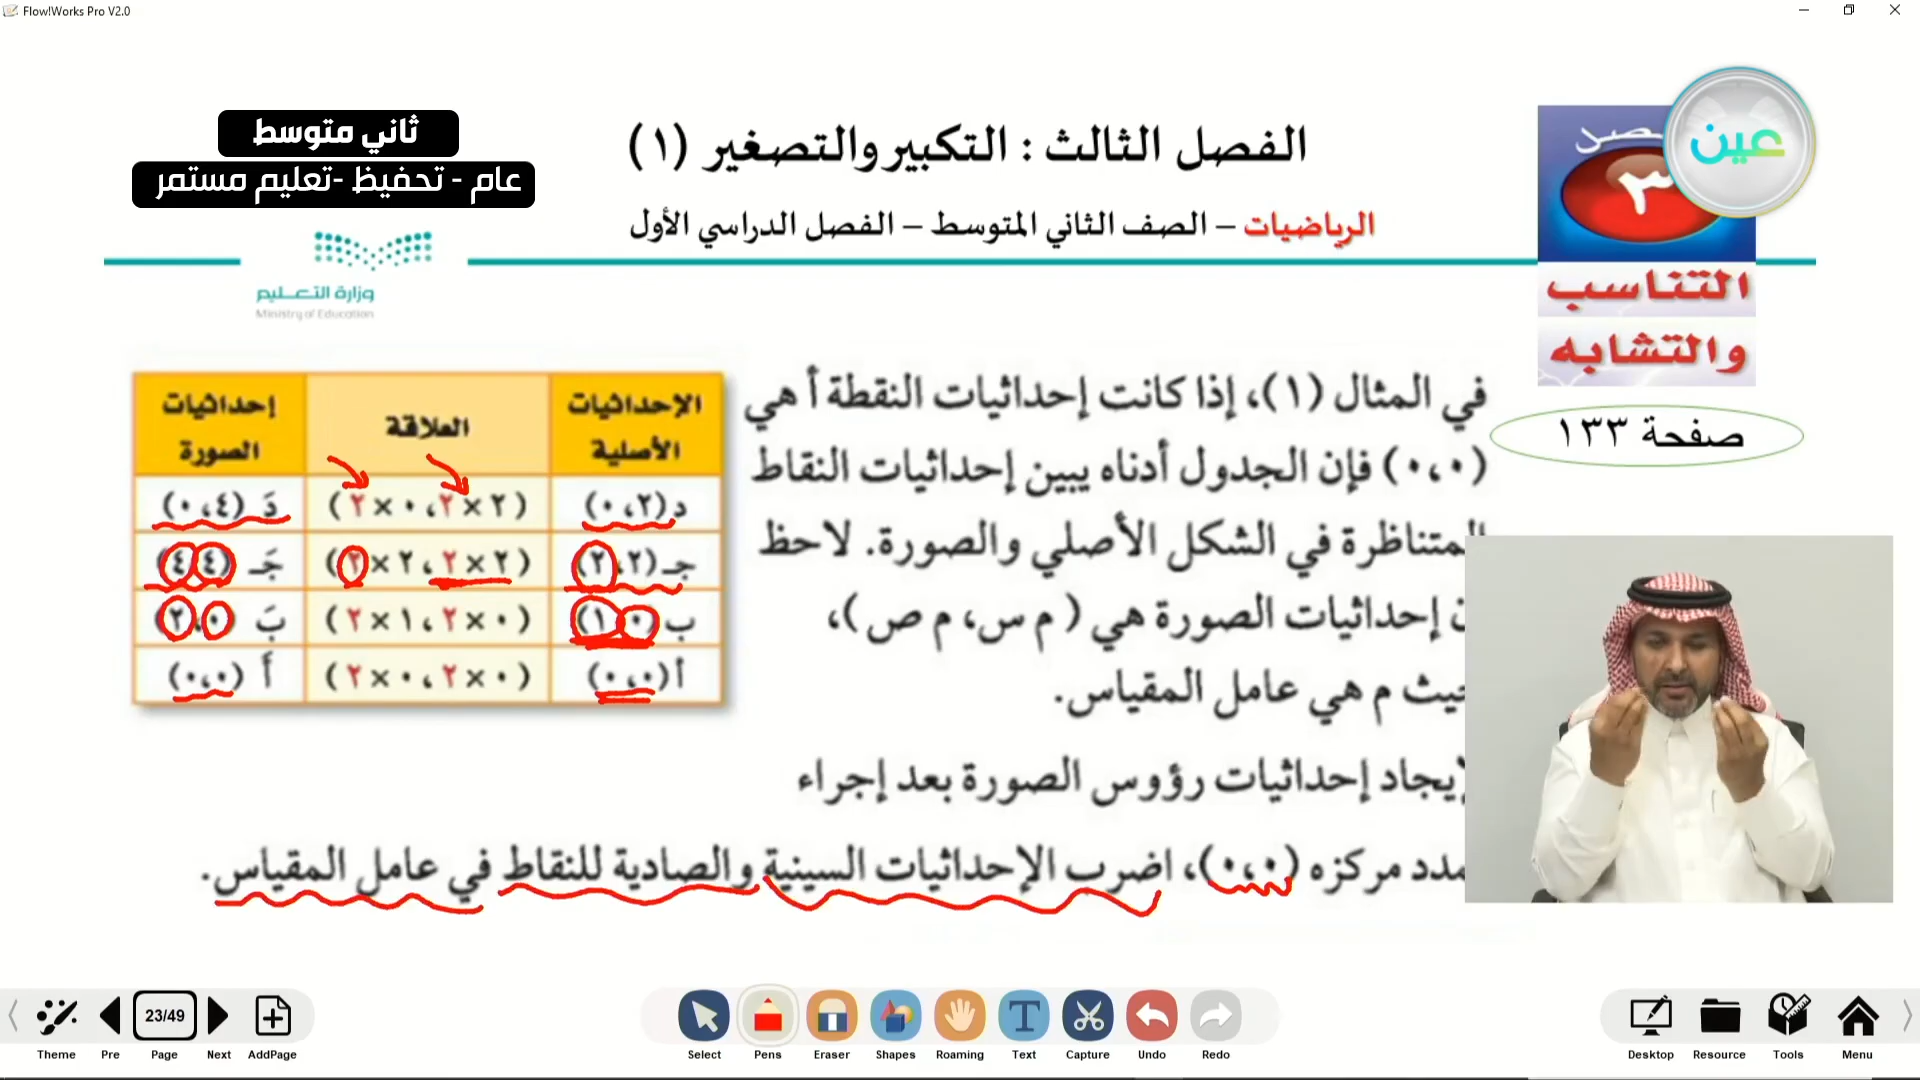 Flow!Works Pro V2.0
ثاني متوسط
عام - تحفيظ -تعليم مستمر
الفصل الثالث : التكبير والتصغير (١)
الرياضيات – الصف الثاني المتوسط – الفصل الدراسي الأول
وزارة التعليم
Ministry of Education
عين
٣
التناسب
والتشابه
صفحة ١٣٣
في المثال (١)، إذا كانت إحداثيات النقطة أ هي
(٠،٠) فإن الجدول أدناه يبين إحداثيات النقاط
المتناظرة في الشكل الأصلي والصورة. لاحظ
إحداثيات الصورة هي ( م س، م ص )،
حيث م هي عامل المقياس.
لإيجاد إحداثيات رؤوس الصورة بعد إجراء
مركزه (٠،٠)، اضرب الإحداثيات السينية والصادية للنقاط في عامل المقياس.
الإحداثيات الأصلية العلاقة إحداثيات الصورة
د (٠،٢) (٢×٠،٢×٢) دَ (٠،٤)
جـ (٢،٢) (٢×٢،٢×٢) جَـ (٤،٤)
ب (١،٠) (٢×١،٢×٠) بَ (٢،٠)
أ (٠،٠) (٢×٠،٢×٠) أَ (٠،٠)
23/49
Theme Pre Page Next AddPage
Select Pens Eraser Shapes Roaming Text Capture Undo Redo
Desktop Resource Tools Menu